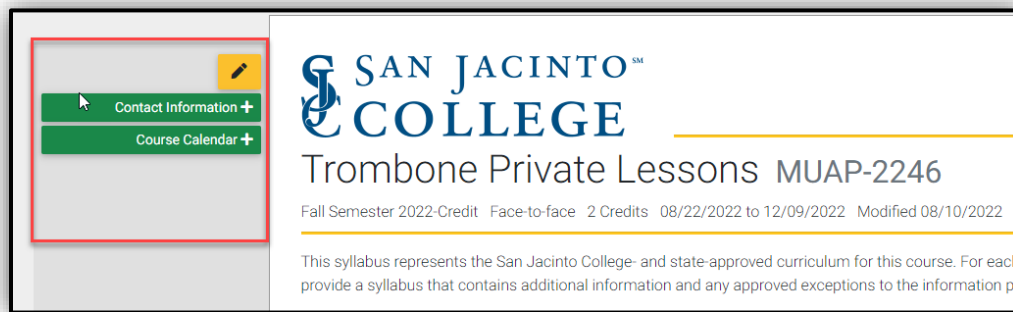 Contact Information +
Course Calendar +
SAN JACINTO℠
COLLEGE
Trombone Private Lessons MUAP-2246
Fall Semester 2022-Credit Face-to-face 2 Credits 08/22/2022 to 12/09/2022 Modified 08/10/2022
This syllabus represents the San Jacinto College- and state-approved curriculum for this course. For each
provide a syllabus that contains additional information and any approved exceptions to the information p